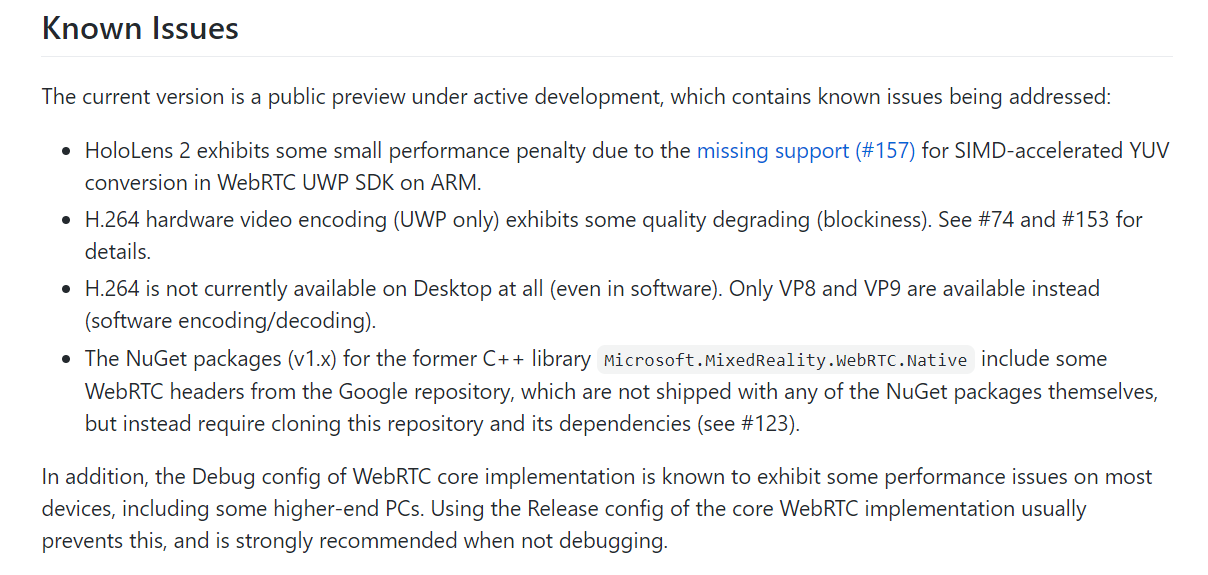 Known Issues
The current version is a public preview under active development, which contains known issues being addressed:
• HoloLens 2 exhibits some small performance penalty due to the missing support (#157) for SIMD-accelerated YUV
conversion in WebRTC UWP SDK on ARM.
• H.264 hardware video encoding (UWP only) exhibits some quality degrading (blockiness). See #74 and #153 for
details.
• H.264 is not currently available on Desktop at all (even in software). Only VP8 and VP9 are available instead
(software encoding/decoding).
• The NuGet packages (v1.x) for the former C++ library Microsoft.MixedReality.WebRTC.Native include some
WebRTC headers from the Google repository, which are not shipped with any of the NuGet packages themselves,
but instead require cloning this repository and its dependencies (see #123).
In addition, the Debug config of WebRTC core implementation is known to exhibit some performance issues on most
devices, including some higher-end PCs. Using the Release config of the core WebRTC implementation usually
prevents this, and is strongly recommended when not debugging.